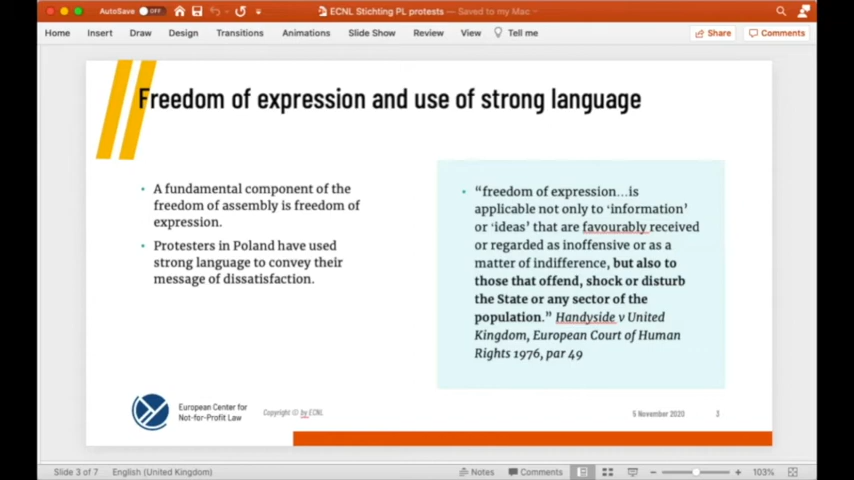 AutoSave OFF
ECNL Stichting PL protests — Saved to my Mac
Home Insert Draw Design Transitions Animations Slide Show Review View Tell me Share Comments
Freedom of expression and use of strong language
• A fundamental component of the
freedom of assembly is freedom of
expression.
• Protesters in Poland have used
strong language to convey their
message of dissatisfaction.
• “freedom of expression…is
applicable not only to ‘information’
or ‘ideas’ that are favourably received
or regarded as inoffensive or as a
matter of indifference, but also to
those that offend, shock or disturb
the State or any sector of the
population.” Handyside v United
Kingdom, European Court of Human
Rights 1976, par 49
European Center for
Not-for-Profit Law
Copyright © by ECNL
5 November 2020
3
Slide 3 of 7 English (United Kingdom) Notes Comments 103%